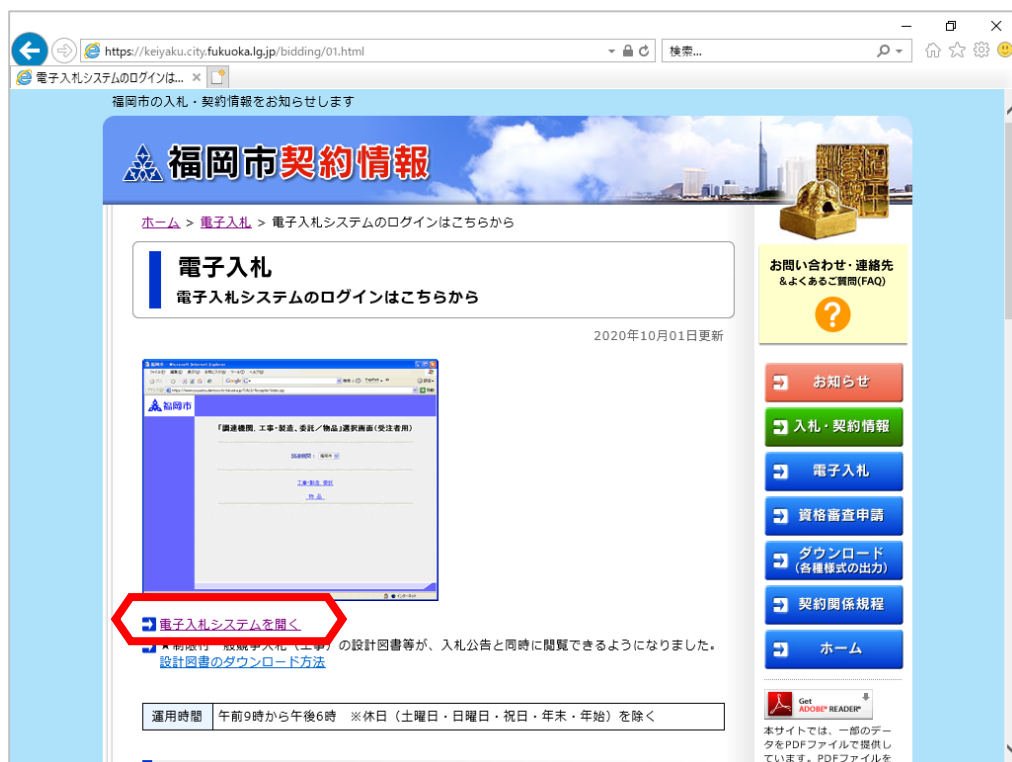 https://keiyaku.city.fukuoka.lg.jp/bidding/01.html
検索...
電子入札システムのログインは...
福岡市の入札・契約情報をお知らせします
福岡市契約情報
ホーム > 電子入札 > 電子入札システムのログインはこちらから
電子入札
電子入札システムのログインはこちらから
2020年10月01日更新
福岡市
「調達機関、工事・製造、委託／物品」選択画面(受注者用)
工事・製造、委託
物 品
電子入札システムを開く
の設計図書等が、入札公告と同時に閲覧できるようになりました。
設計図書のダウンロード方法
運用時間 午前9時から午後6時 ※休日（土曜日・日曜日・祝日・年末・年始）を除く
お問い合わせ・連絡先
&よくあるご質問(FAQ)
?
お知らせ
入札・契約情報
電子入札
資格審査申請
ダウンロード
(各種様式の出力)
契約関係規程
ホーム
Get
ADOBE® READER®
本サイトでは、一部のデー
タをPDFファイルで提供し
ています。PDFファイルを